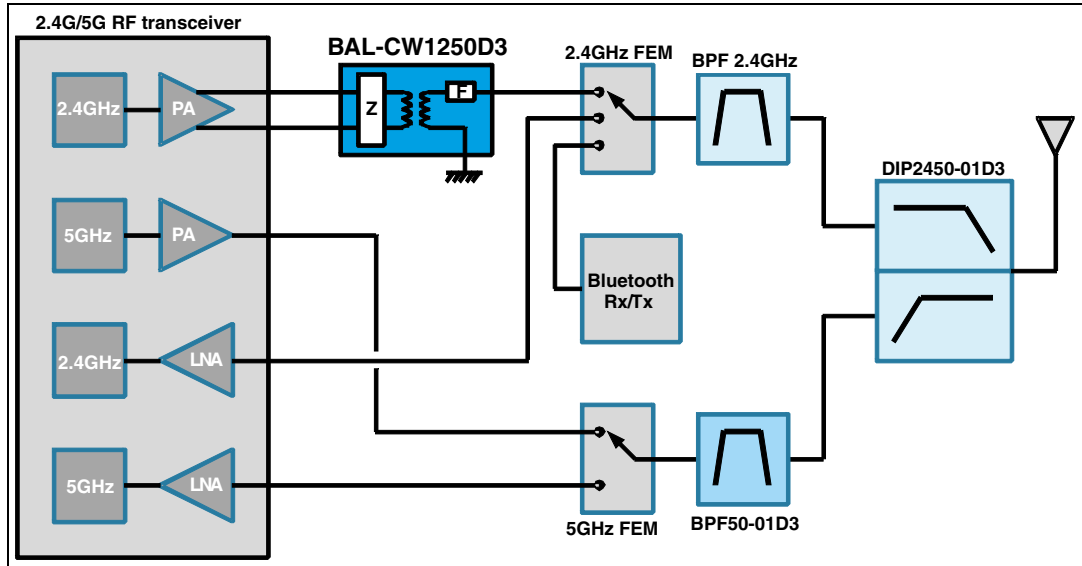 2.4G/5G RF transceiver
BAL-CW1250D3
2.4GHz FEM
BPF 2.4GHz
2.4GHz
PA
Z
F
DIP2450-01D3
5GHz
PA
Bluetooth
Rx/Tx
2.4GHz
LNA
5GHz
LNA
5GHz FEM
BPF50-01D3